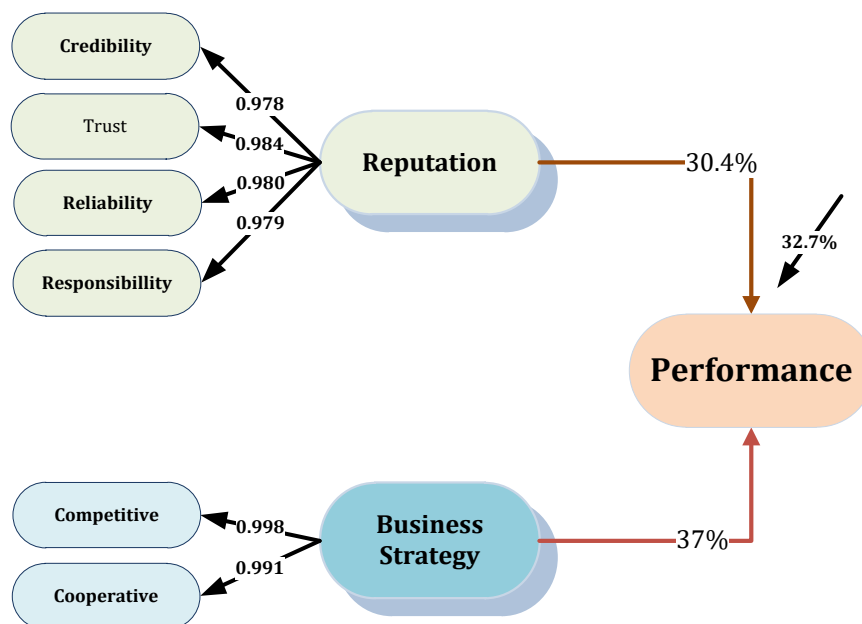 Credibility
0.978
Trust
0.984
Reputation
30.4%
Reliability
0.980
0.979
32.7%
Responsibillity
Performance
Competitive
0.998
Business
Strategy
37%
0.991
Cooperative